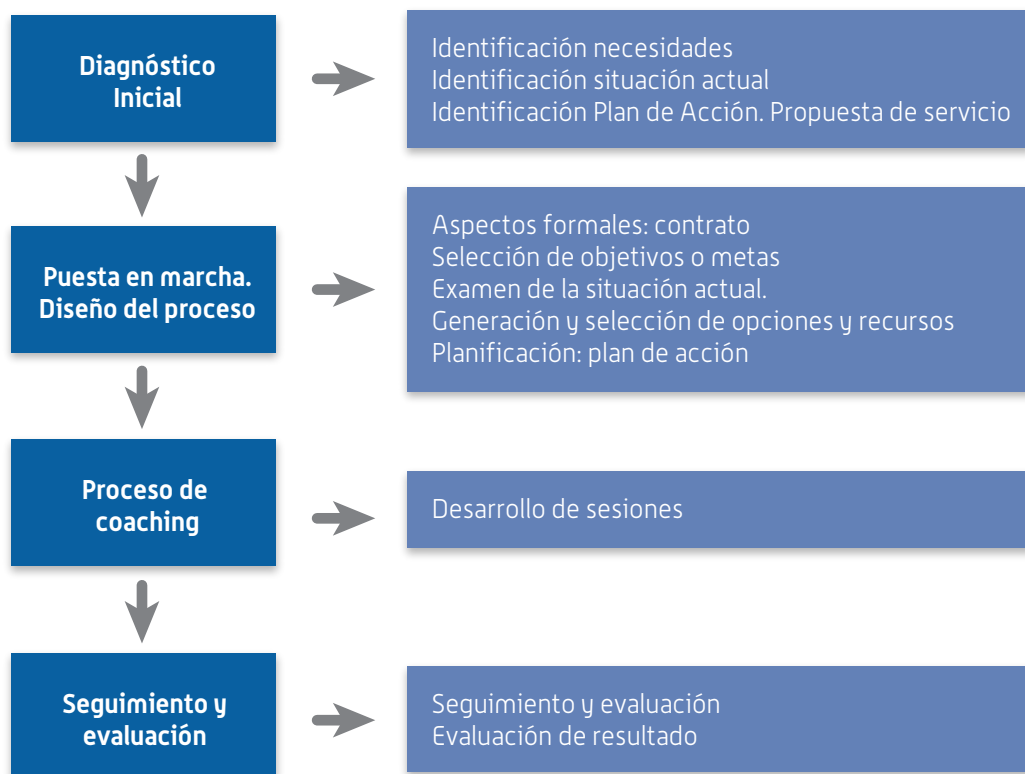 Diagnóstico
Inicial
Identificación necesidades
Identificación situación actual
Identificación Plan de Acción. Propuesta de servicio
Puesta en marcha.
Diseño del proceso
Aspectos formales: contrato
Selección de objetivos o metas
Examen de la situación actual.
Generación y selección de opciones y recursos
Planificación: plan de acción
Proceso de
coaching
Desarrollo de sesiones
Seguimiento y
evaluación
Seguimiento y evaluación
Evaluación de resultado